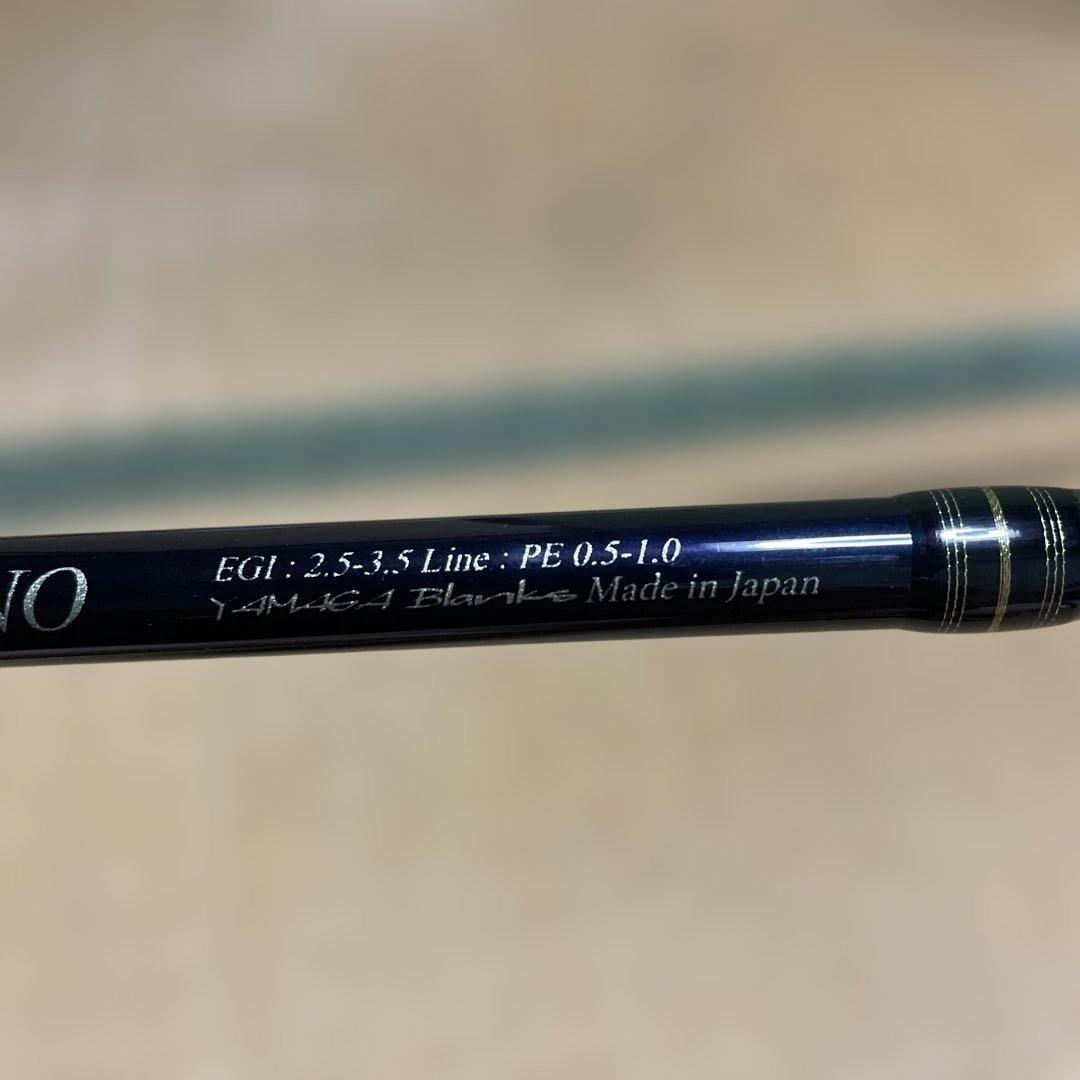 NO
EGI : 2.5-3.5 Line : PE 0.5-1.0
YAMAGA Blanks Made in Japan